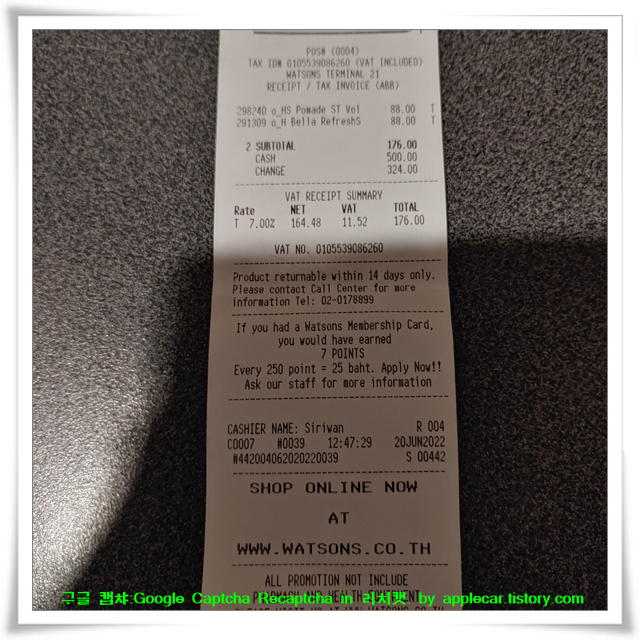 POS# (0004)
TAX ID# 0105539086260 (VAT INCLUDED)
WATSONS TERMINAL 21
RECEIPT / TAX INVOICE (ABB)
298240 o_HS Pomade ST Vol 88.00 T
291309 o_H Bella RefreshS 88.00 T
2 SUBTOTAL 176.00
CASH 500.00
CHANGE 324.00
VAT RECEIPT SUMMARY
Rate NET VAT TOTAL
T 7.00% 164.48 11.52 176.00
VAT NO. 0105539086260
Product returnable within 14 days only.
Please contact Call Center for more
information Tel: 02-0178899
If you had a Watsons Membership Card,
you would have earned
7 POINTS
Every 250 point = 25 baht. Apply Now!!
Ask our staff for more information
CASHIER NAME: Siriwan R 004
C0007 #0039 12:47:29 20JUN2022
#442004062020220039 S 00442
SHOP ONLINE NOW
AT
WWW.WATSONS.CO.TH
ALL PROMOTION NOT INCLUDE
구글 캡챠 Google Captcha Recaptcha in 리치캣 by applecar.tistory.com